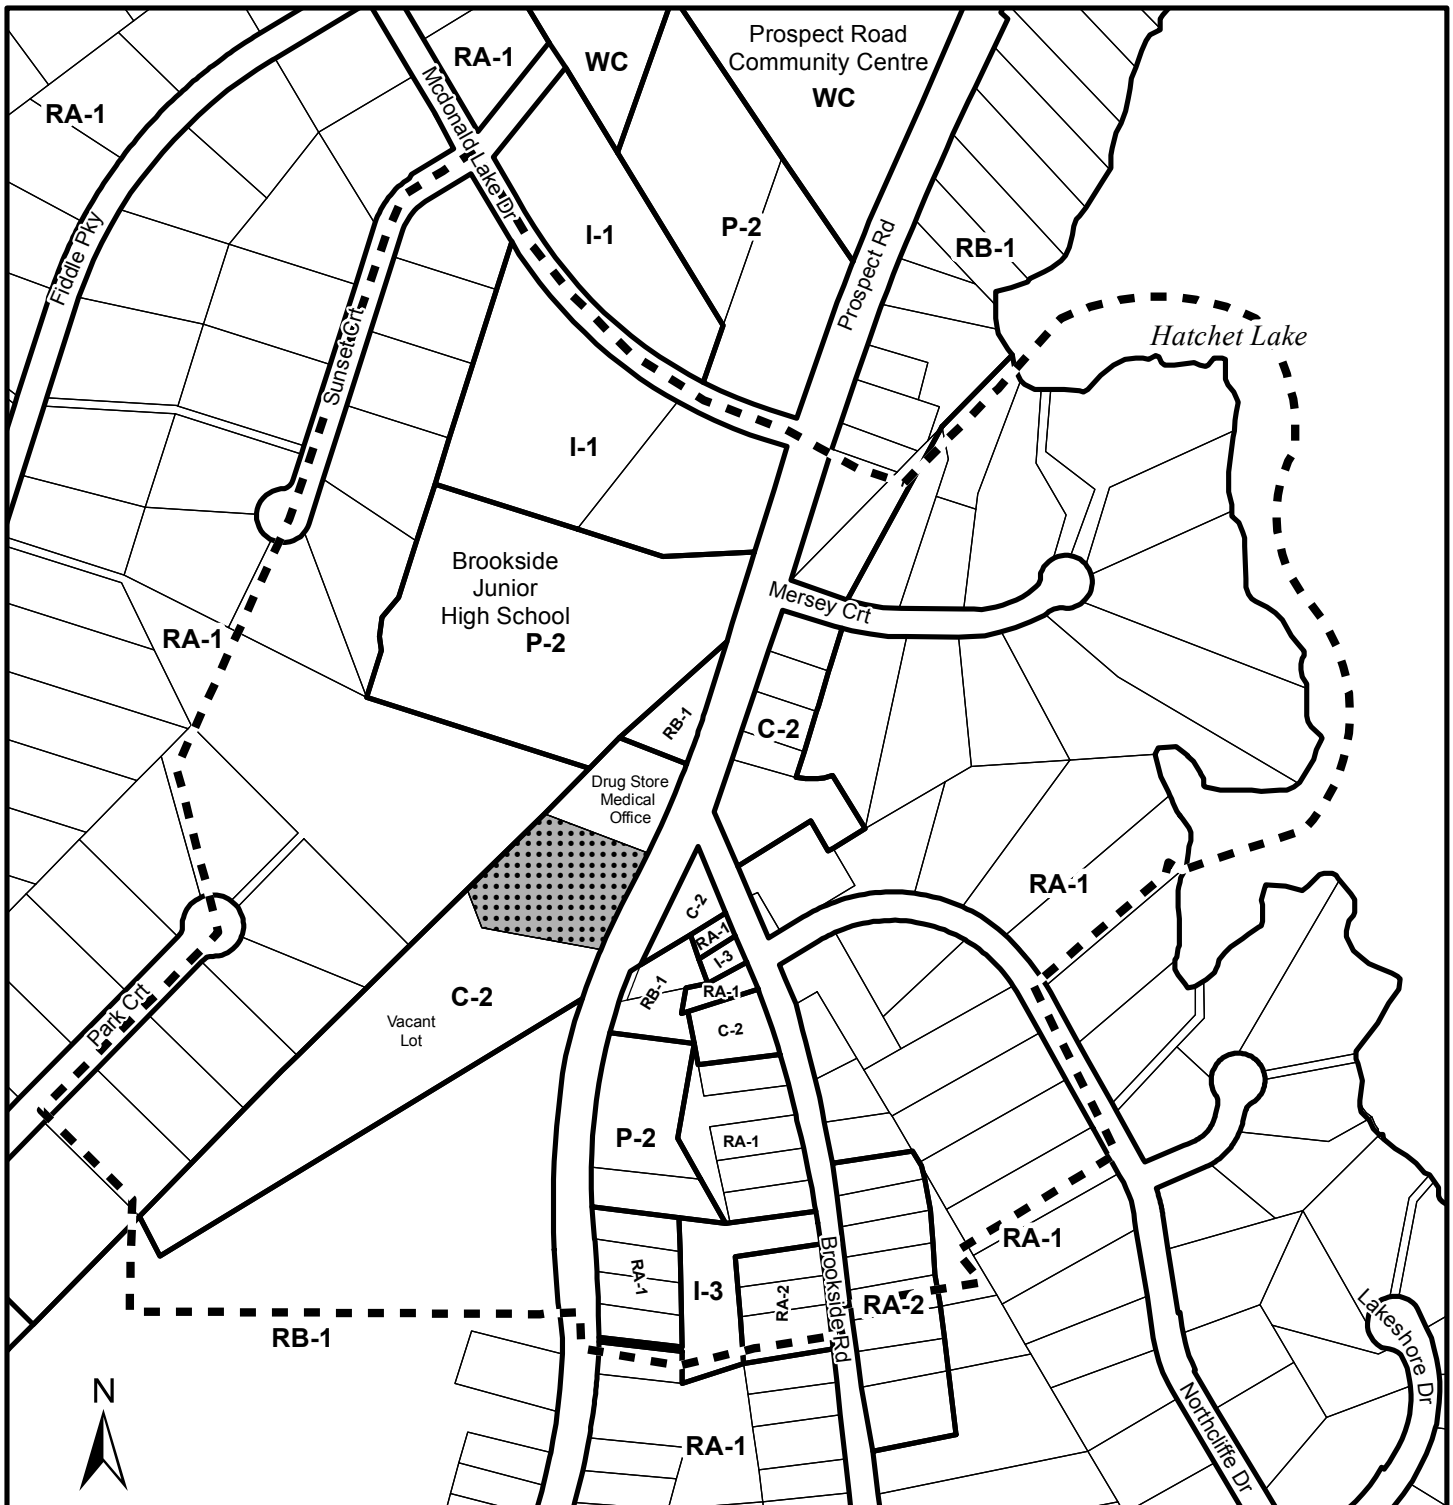 Prospect Road
Community Centre
WC
WC
RA-1
RA-1
Mcdonald Lake Dr
I-1
P-2
Prospect Rd
RB-1
Fiddle Pky
Sunset Crt
Hatchet Lake
I-1
Brookside
Junior
High School
P-2
Mersey Crt
RA-1
RB-1
C-2
Drug Store
Medical
Office
RA-1
C-2
RA-1
I-3
RB-1
RA-1
C-2
C-2
Vacant
Lot
Park Crt
P-2
RA-1
RA-1
RA-1
I-3
RA-2
Brookside Rd
RA-2
RB-1
Lakeshore Dr
Northcliffe Dr
RA-1
N